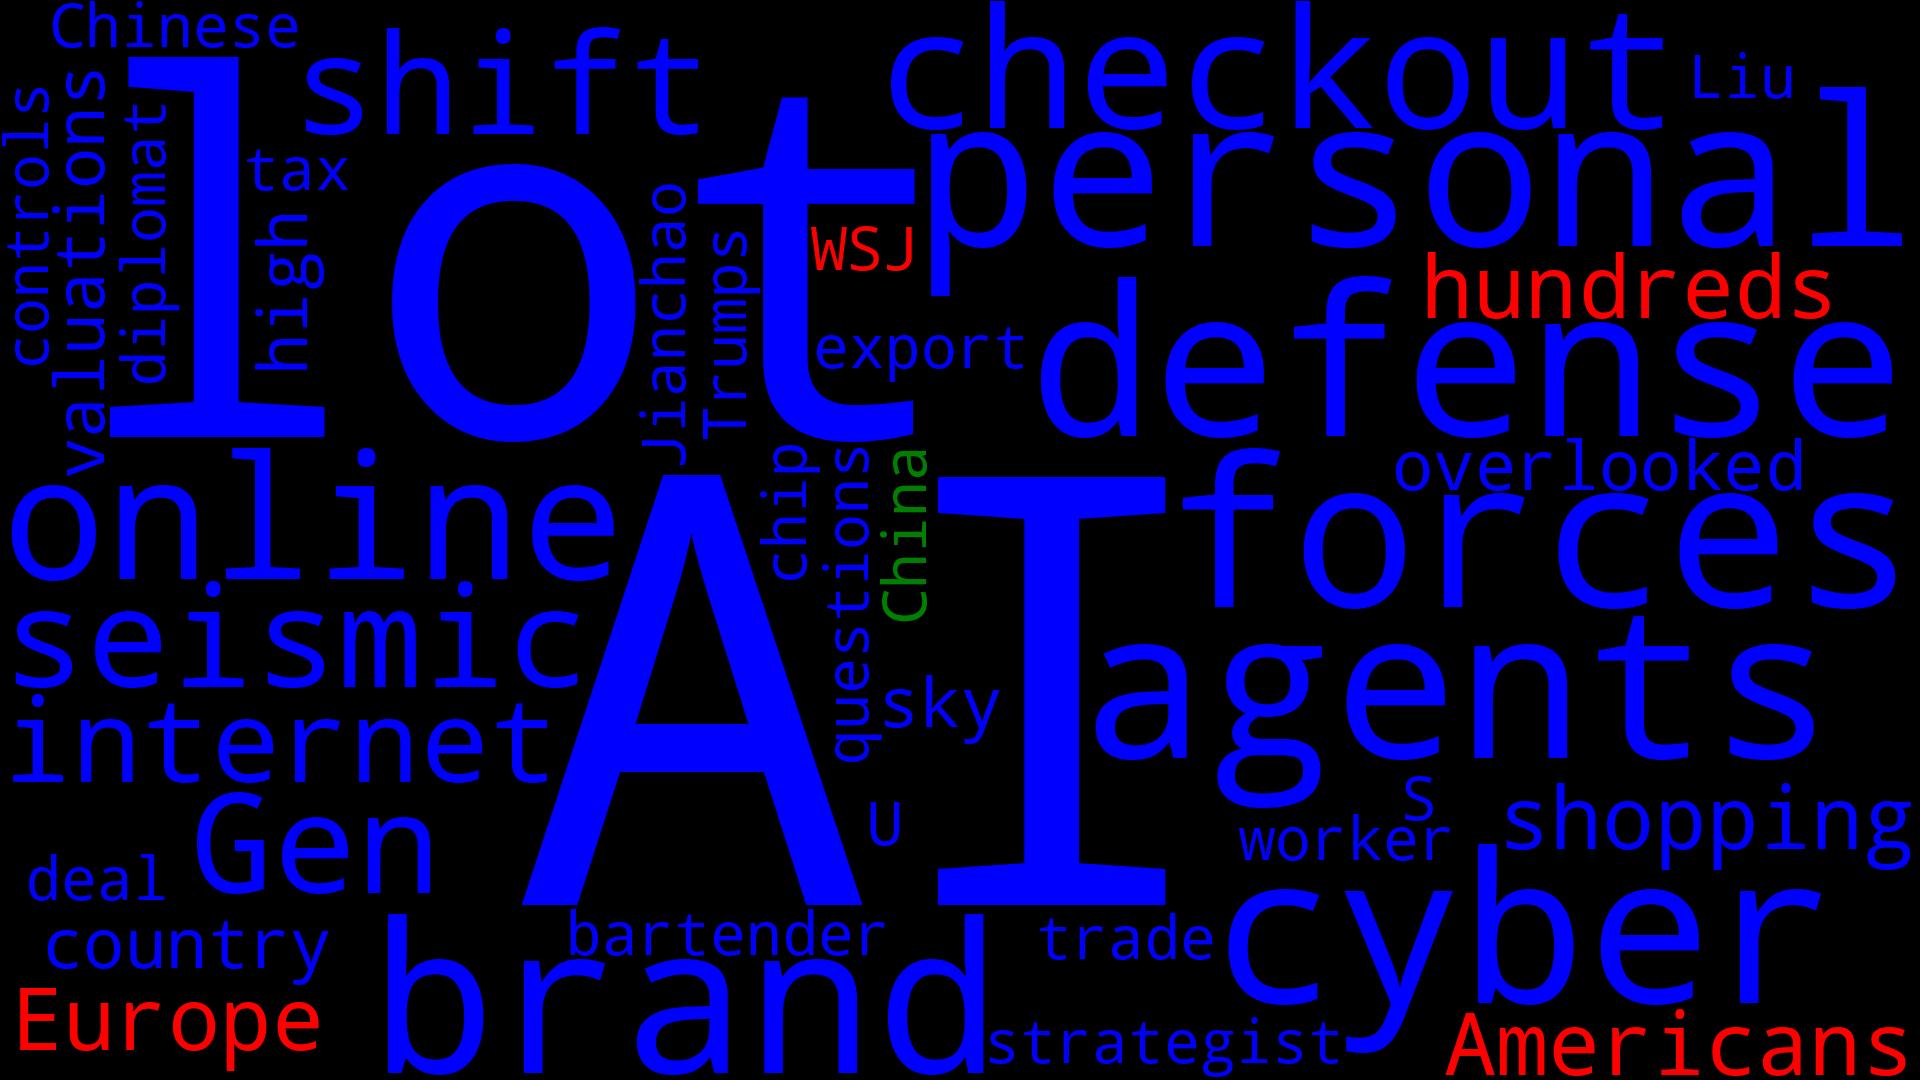 Chinese
shift
checkout
Liu
controls
valuations
diplomat
lot
tax
high
personal
Jianchao
Trumps
WSJ
hundreds
export
defense
online
AI
chip
questions
China
forces
overlooked
seismic
agents
internet
sky
Gen
U
S
worker
shopping
deal
country
bartender
trade
cyber
Europe
brand
strategist
Americans